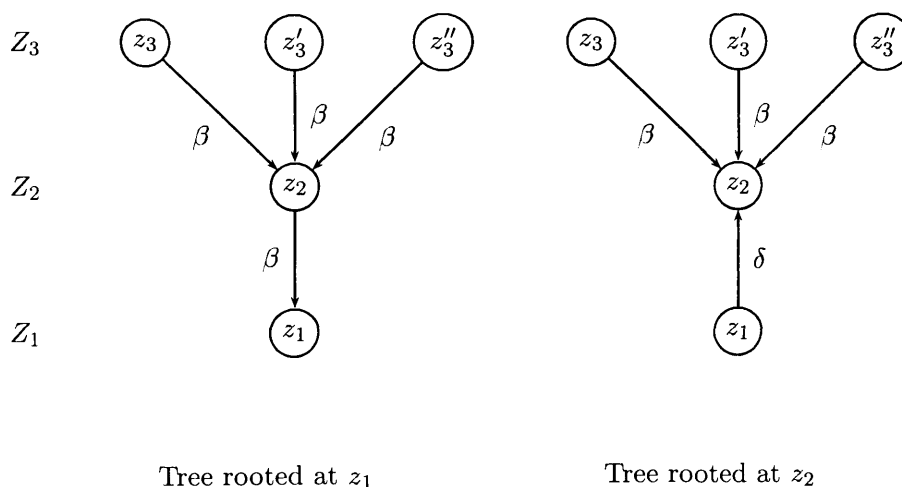 Z₃ z₃ z₃′ z₃″ z₃ z₃′ z₃″
β β β β β β
Z₂ z₂ z₂
β δ
Z₁ z₁ z₁
Tree rooted at z₁ Tree rooted at z₂